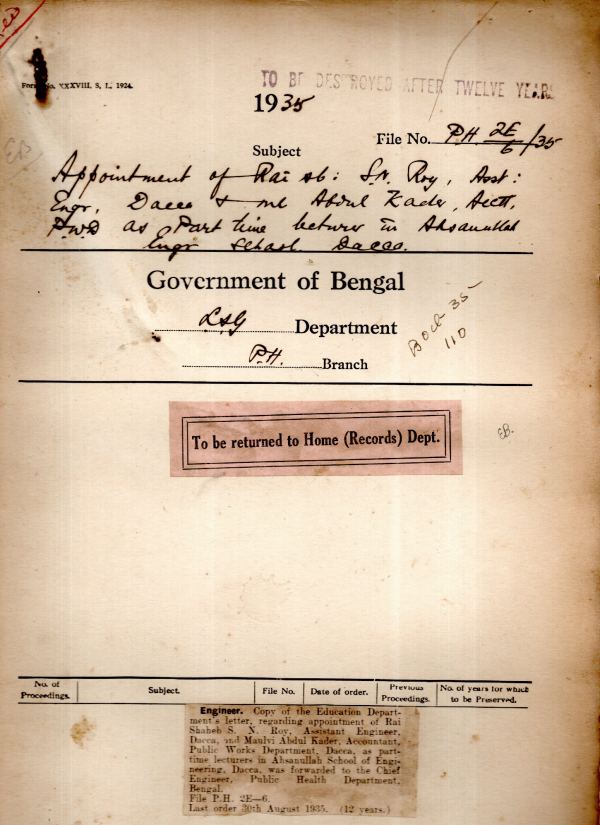 Form No. XXXVIII, S. L. 1924.
TO BE DESTROYED AFTER TWELVE YEARS
1935
File No. P.H. 2E/6/35
Subject
Appointment of Rai sb: S.N. Roy, Asst:
Engr, Dacca & Abdul Kader, Acctt,
P.W.D as Part time lecturer in Ahsanullah
Engr School Dacca.
Government of Bengal
LSG Department
P.H. Branch
35
110
To be returned to Home (Records) Dept.
EB.
No. of Proceedings.
Subject.
File No.
Date of order.
Previous Proceedings.
No. of years for which to be Preserved.
Engineer. Copy of the Education Depart-
ment's letter, regarding appointment of Rai
Shaheb S. N. Roy, Assistant Engineer,
Dacca, and Maulvi Abdul Kader, Accountant,
Public Works Department, Dacca, as part-
time lecturers in Ahsanullah School of Engi-
neering, Dacca, was forwarded to the Chief
Engineer, Public Health Department,
Bengal.
File P.H. 2E—6.
Last order 30th August 1935. (12 years.)